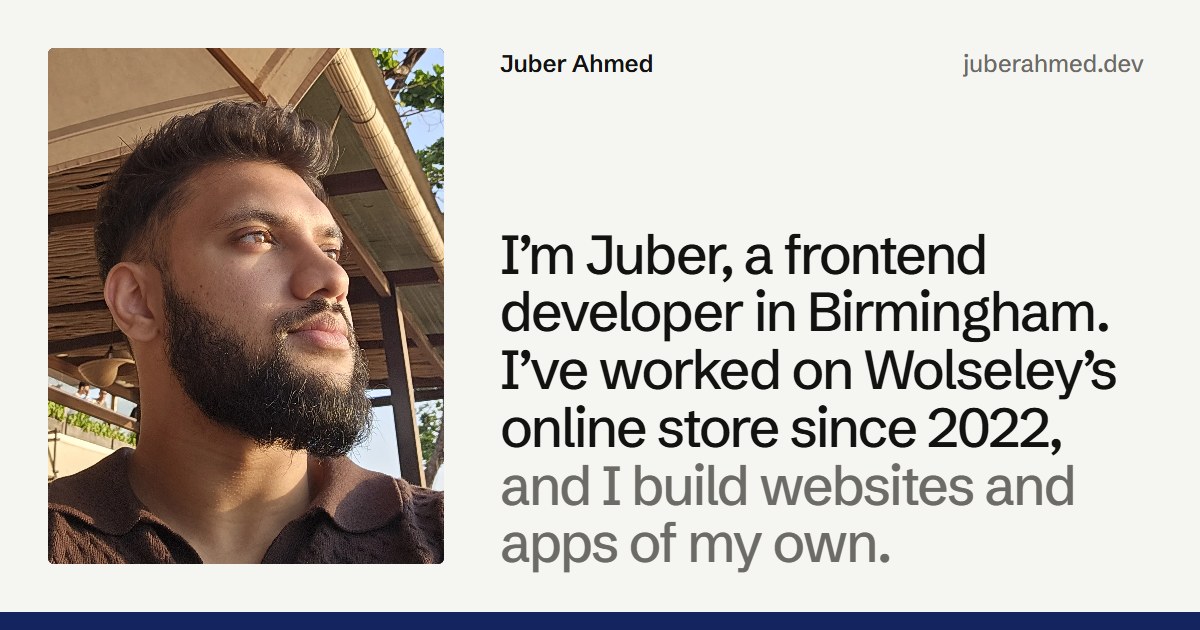 Juber Ahmed
juberahmed.dev
I’m Juber, a frontend
developer in Birmingham.
I’ve worked on Wolseley’s
online store since 2022,
and I build websites and
apps of my own.